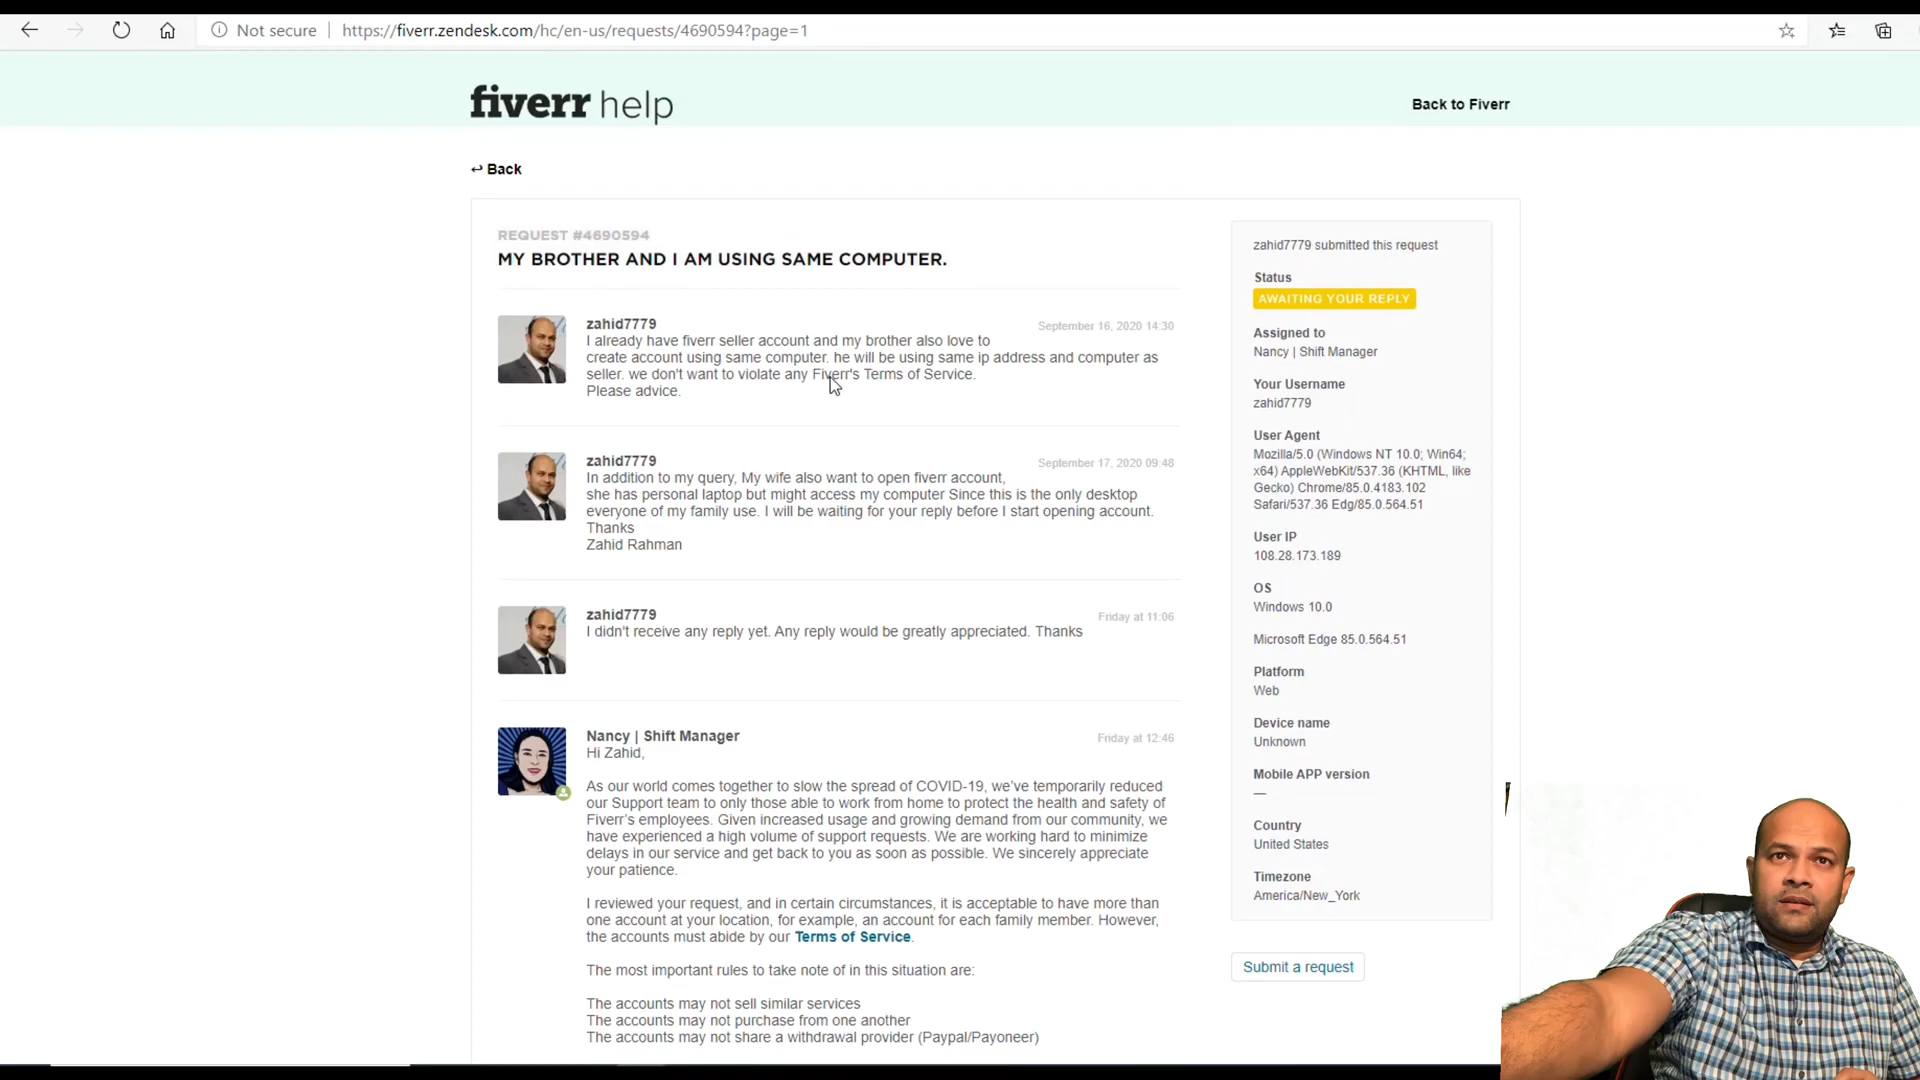 Not secure
https://fiverr.zendesk.com/hc/en-us/requests/4690594?page=1
fiverr help
Back to Fiverr
Back
REQUEST #4690594
MY BROTHER AND I AM USING SAME COMPUTER.
zahid7779
September 16, 2020 14:30
I already have fiverr seller account and my brother also love to
create account using same computer. he will be using same ip address and computer as
seller. we don't want to violate any Fiverr's Terms of Service.
Please advice.
zahid7779
September 17, 2020 09:48
In addition to my query, My wife also want to open fiverr account,
she has personal laptop but might access my computer Since this is the only desktop
everyone of my family use. I will be waiting for your reply before I start opening account.
Thanks
Zahid Rahman
zahid7779
Friday at 11:06
I didn't receive any reply yet. Any reply would be greatly appreciated. Thanks
Nancy | Shift Manager
Friday at 12:46
Hi Zahid,
As our world comes together to slow the spread of COVID-19, we've temporarily reduced
our Support team to only those able to work from home to protect the health and safety of
Fiverr's employees. Given increased usage and growing demand from our community, we
have experienced a high volume of support requests. We are working hard to minimize
delays in our service and get back to you as soon as possible. We sincerely appreciate
your patience.
I reviewed your request, and in certain circumstances, it is acceptable to have more than
one account at your location, for example, an account for each family member. However,
the accounts must abide by our Terms of Service.
The most important rules to take note of in this situation are:
The accounts may not sell similar services
The accounts may not purchase from one another
The accounts may not share a withdrawal provider (Paypal/Payoneer)
zahid7779 submitted this request
Status
AWAITING YOUR REPLY
Assigned to
Nancy | Shift Manager
Your Username
zahid7779
User Agent
Mozilla/5.0 (Windows NT 10.0; Win64;
x64) AppleWebKit/537.36 (KHTML, like
Gecko) Chrome/85.0.4183.102
Safari/537.36 Edg/85.0.564.51
User IP
108.28.173.189
OS
Windows 10.0
Microsoft Edge 85.0.564.51
Platform
Web
Device name
Unknown
Mobile APP version
—
Country
United States
Timezone
America/New_York
Submit a request